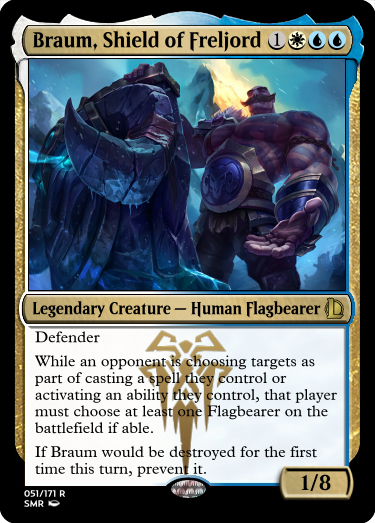 Braum, Shield of Freljord 1
Legendary Creature — Human Flagbearer
Defender
While an opponent is choosing targets as
part of casting a spell they control or
activating an ability they control, that player
must choose at least one Flagbearer on the
battlefield if able.
If Braum would be destroyed for the first
time this turn, prevent it.
1/8
051/171 R
SMR